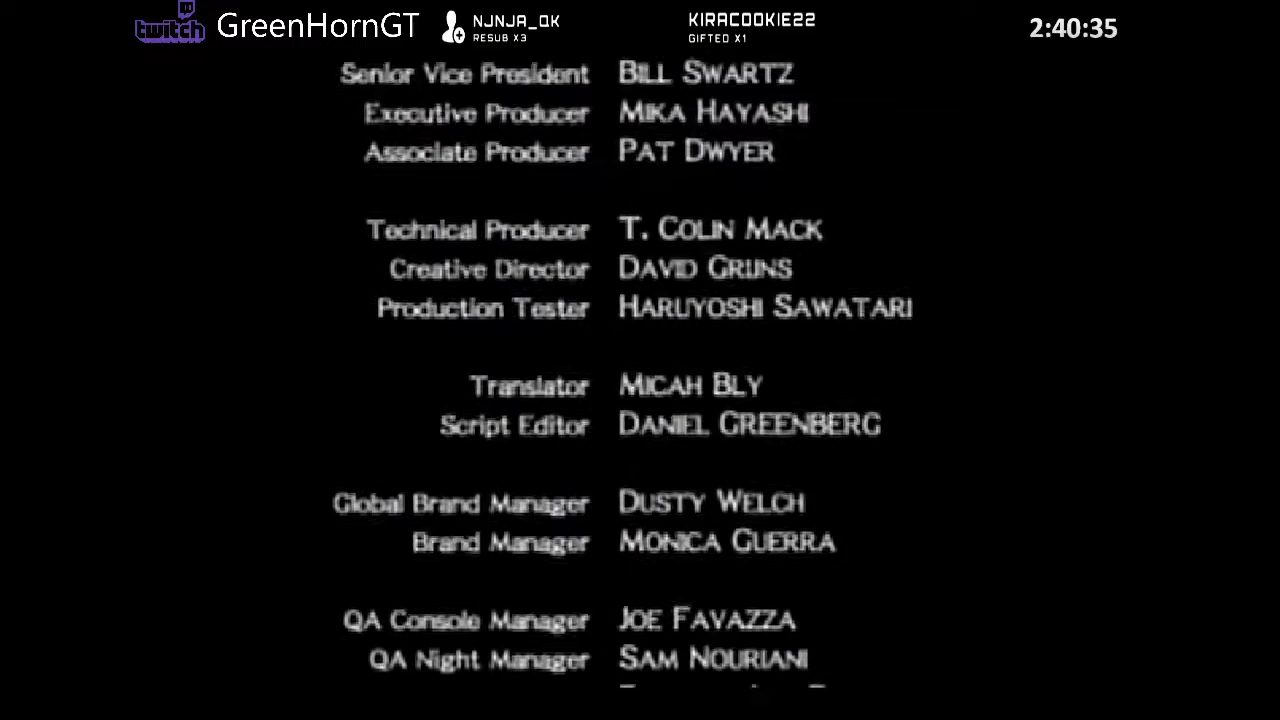 twitch GreenHornGT NJNJA_OK KIRACOOKIE22 2:40:35
RESUB X3 GIFTED X1
Senior Vice President BILL SWARTZ
Executive Producer MIKA HAYASHI
Associate Producer PAT DWYER
Technical Producer T. COLIN MACK
Creative Director DAVID GRIJNS
Production Tester HARUYOSHI SAWATARI
Translator MICAH BLY
Script Editor DANIEL GREENBERG
Global Brand Manager DUSTY WELCH
Brand Manager MONICA GUERRA
QA Console Manager JOE FAVAZZA
QA Night Manager SAM NOURIANI